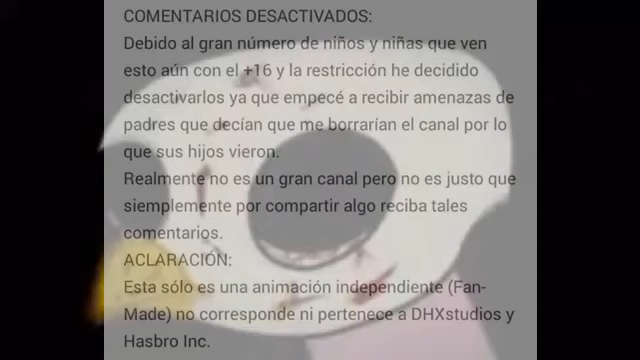 COMENTARIOS DESACTIVADOS:
Debido al gran número de niños y niñas que ven
esto aún con el +16 y la restricción he decidido
desactivarlos ya que empecé a recibir amenazas de
padres que decían que me borrarían el canal por lo
que sus hijos vieron.
Realmente no es un gran canal pero no es justo que
siemplemente por compartir algo reciba tales
comentarios.
ACLARACIÓN:
Esta sólo es una animación independiente (Fan-
Made) no corresponde ni pertenece a DHXstudios y
Hasbro Inc.